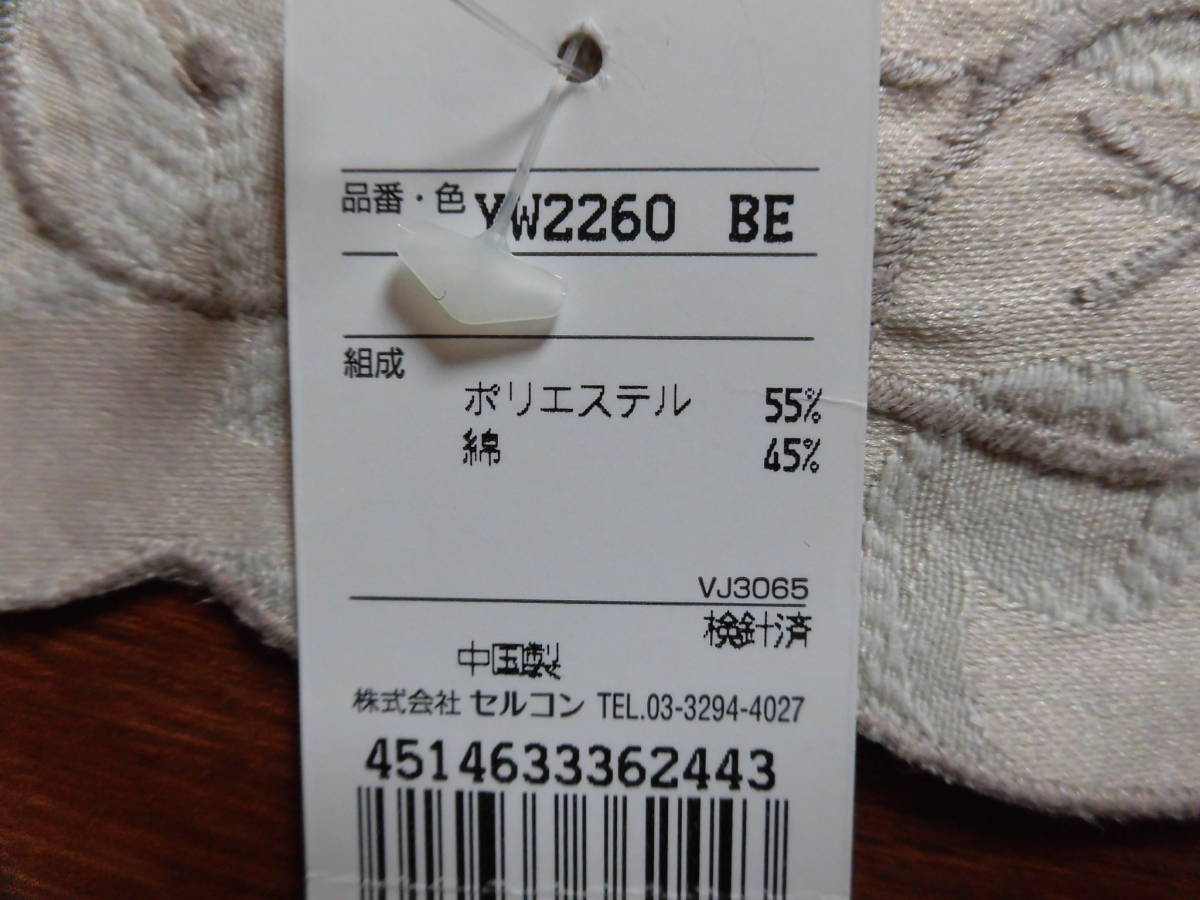 品番・色 YW2260 BE
組成
ポリエステル 55%
綿 45%
VJ3065
検針済
中国製
株式会社 セルコン TEL.03-3294-4027
4514633362443